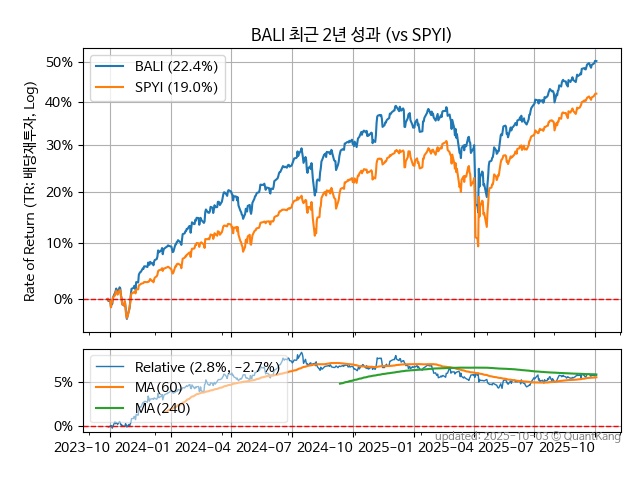 BALI 최근 2년 성과 (vs SPYI)
Rate of Return (TR; 배당재투자, Log)
50%
40%
30%
20%
10%
0%
BALI (22.4%)
SPYI (19.0%)
5%
0%
Relative (2.8%, −2.7%)
MA(60)
MA(240)
2023-10 2024-01 2024-04 2024-07 2024-10 2025-01 2025-04 2025-07 2025-10
updated: 2025-10-03 © QuantKang